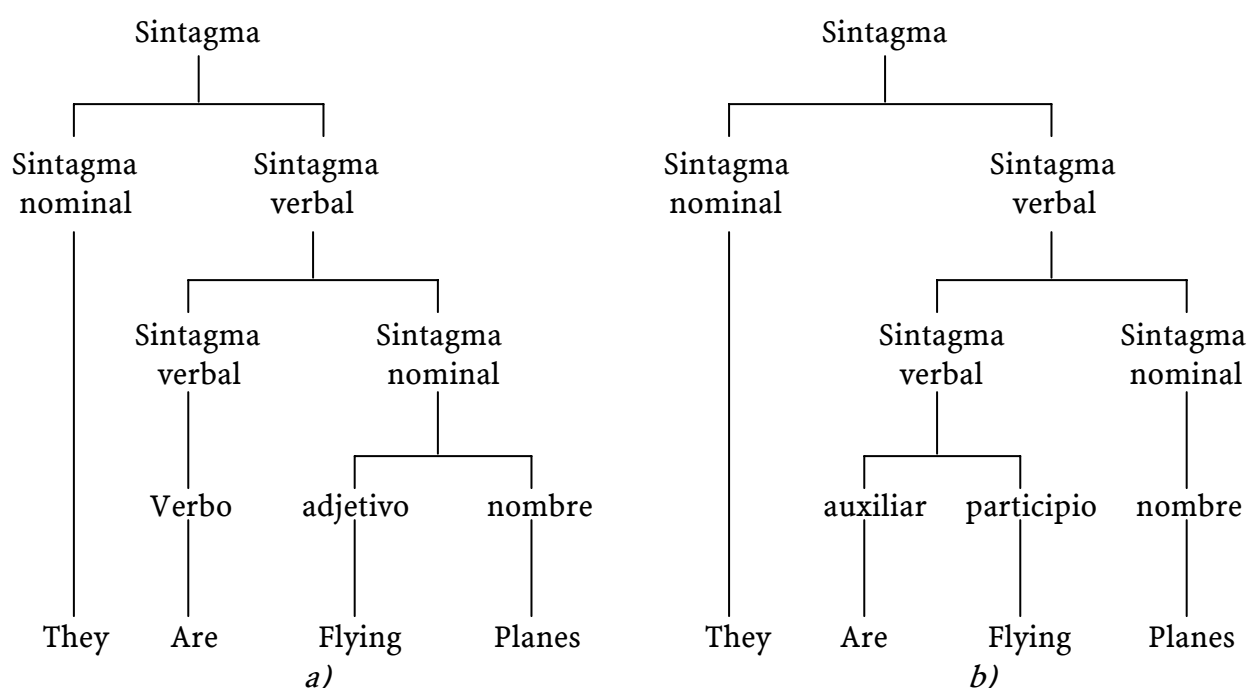 Sintagma
Sintagma
nominal
Sintagma
verbal
Sintagma
verbal
Sintagma
nominal
Verbo
adjetivo
nombre
They
Are
Flying
Planes
a)
Sintagma
Sintagma
nominal
Sintagma
verbal
Sintagma
verbal
Sintagma
nominal
auxiliar
participio
nombre
They
Are
Flying
Planes
b)